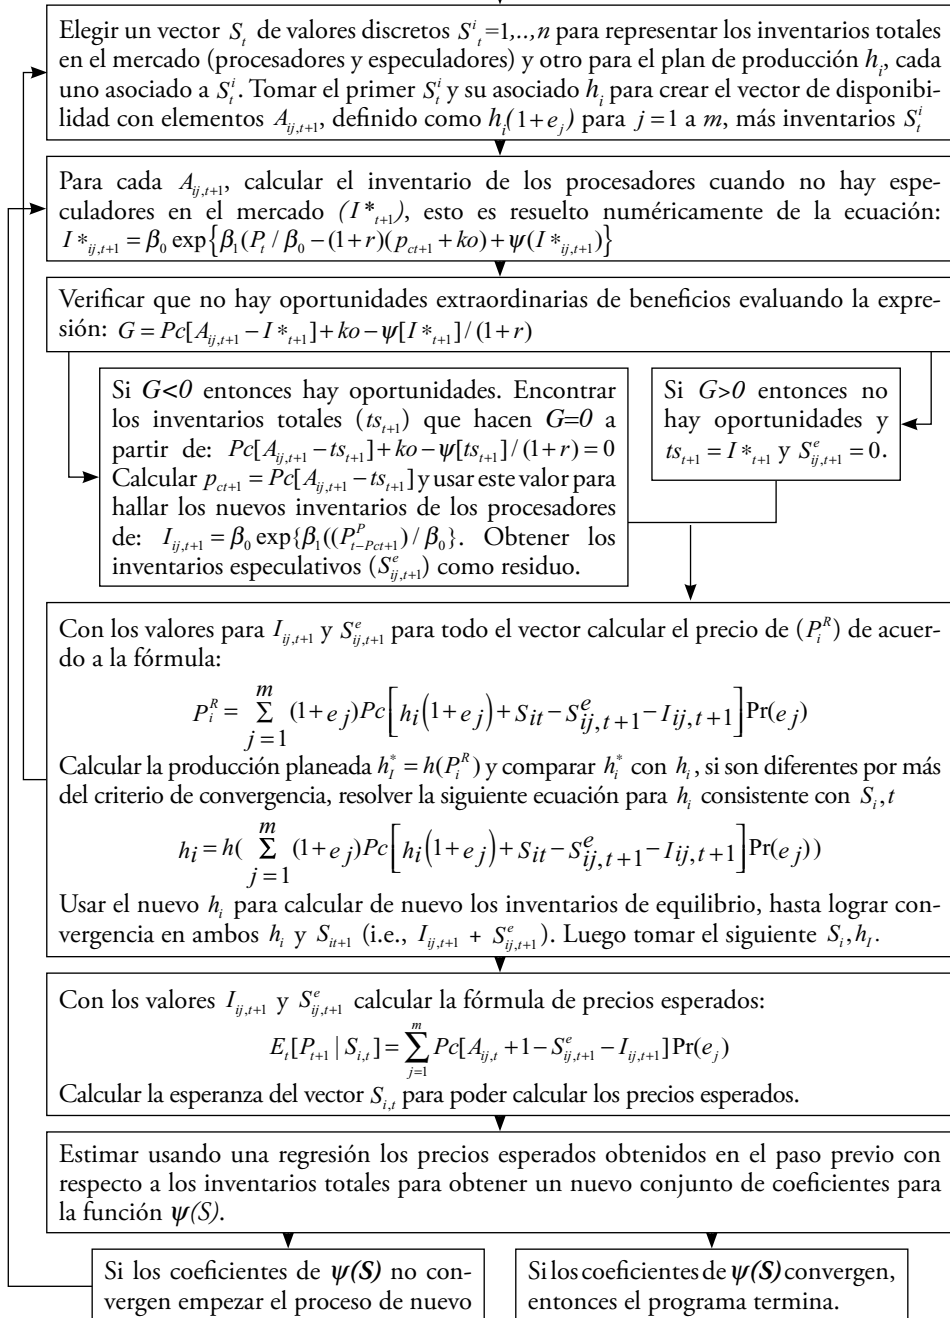 Elegir un vector S_t de valores discretos S^i_t=1,..,n para representar los inventarios totales
en el mercado (procesadores y especuladores) y otro para el plan de producción h_i, cada
uno asociado a S_t^i. Tomar el primer S_t^i y su asociado h_i para crear el vector de disponibi-
lidad con elementos A_{ij,t+1}, definido como h_i(1+e_j) para j=1 a m, más inventarios S_t^i
Para cada A_{ij,t+1}, calcular el inventario de los procesadores cuando no hay espe-
culadores en el mercado (I*_{t+1}), esto es resuelto numéricamente de la ecuación:
I*_{ij,t+1} = β_0 exp{β_1(P_t / β_0 − (1+r)(p_{ct+1} + ko) + ψ(I*_{ij,t+1})}
Verificar que no hay oportunidades extraordinarias de beneficios evaluando la expre-
sión: G = Pc[A_{ij,t+1} − I*_{t+1}] + ko − ψ[I*_{t+1}] / (1+r)
Si G<0 entonces hay oportunidades. Encontrar
los inventarios totales (ts_{t+1}) que hacen G=0 a
partir de: Pc[A_{ij,t+1} − ts_{t+1}] + ko − ψ[ts_{t+1}] / (1+r) = 0
Calcular p_{ct+1} = Pc[A_{ij,t+1} − ts_{t+1}] y usar este valor para
hallar los nuevos inventarios de los procesadores
de: I_{ij,t+1} = β_0 exp{β_1((P^P_{t−Pct+1}) / β_0}. Obtener los
inventarios especulativos (S^e_{ij,t+1}) como residuo.
Si G>0 entonces no
hay oportunidades y
ts_{t+1} = I*_{t+1} y S^e_{ij,t+1} = 0.
Con los valores para I_{ij,t+1} y S^e_{ij,t+1} para todo el vector calcular el precio de (P_i^R) de acuer-
do a la fórmula:
P_i^R = Σ_{j=1}^m (1+e_j)Pc[h_i(1+e_j) + S_{it} − S^e_{ij,t+1} − I_{ij,t+1}]Pr(e_j)
Calcular la producción planeada h_I^* = h(P_i^R) y comparar h_i^* con h_i, si son diferentes por más
del criterio de convergencia, resolver la siguiente ecuación para h_i consistente con S_i,t
h_i = h( Σ_{j=1}^m (1+e_j)Pc[h_i(1+e_j) + S_{it} − S^e_{ij,t+1} − I_{ij,t+1}]Pr(e_j))
Usar el nuevo h_i para calcular de nuevo los inventarios de equilibrio, hasta lograr con-
vergencia en ambos h_i y S_{it+1} (i.e., I_{ij,t+1} + S^e_{ij,t+1}). Luego tomar el siguiente S_i,h_I.
Con los valores I_{ij,t+1} y S^e_{ij,t+1} calcular la fórmula de precios esperados:
E_t[P_{t+1} | S_{i,t}] = Σ_{j=1}^m Pc[A_{ij,t} + 1 − S^e_{ij,t+1} − I_{ij,t+1}]Pr(e_j)
Calcular la esperanza del vector S_{i,t} para poder calcular los precios esperados.
Estimar usando una regresión los precios esperados obtenidos en el paso previo con
respecto a los inventarios totales para obtener un nuevo conjunto de coeficientes para
la función ψ(S).
Si los coeficientes de ψ(S) no con-
vergen empezar el proceso de nuevo
Si los coeficientes de ψ(S) convergen,
entonces el programa termina.